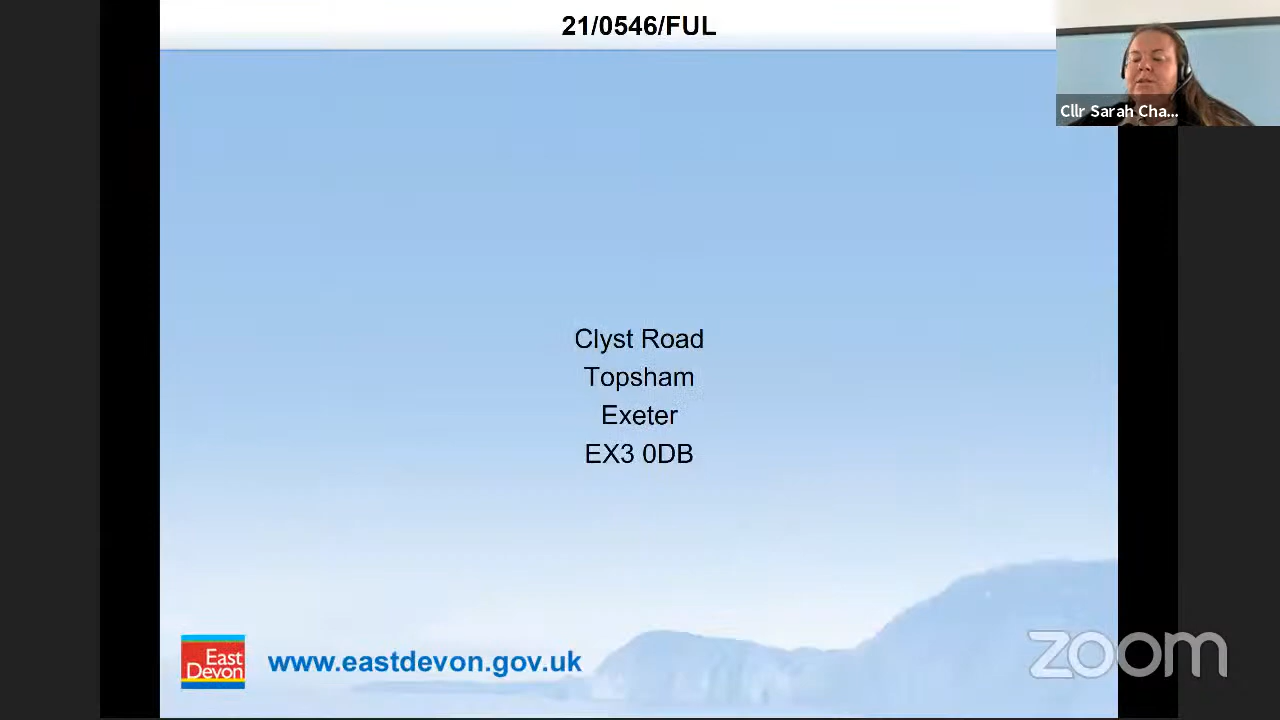 21/0546/FUL
Cllr Sarah Cha...
Clyst Road
Topsham
Exeter
EX3 0DB
East
Devon
www.eastdevon.gov.uk
zoom